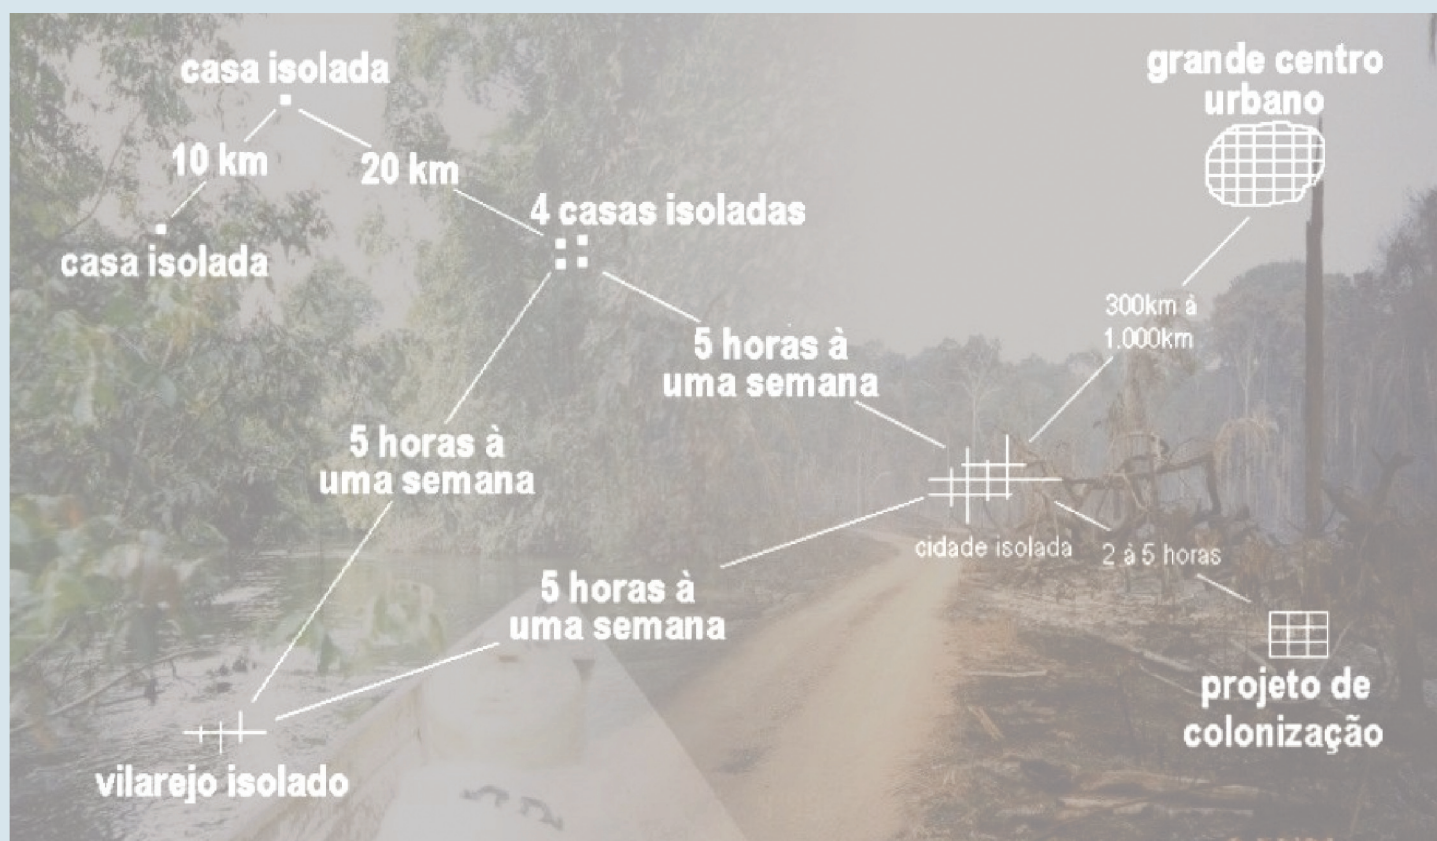 casa isolada
grande centro
urbano
10 km
20 km
4 casas isoladas
casa isolada
300km à
1.000km
5 horas à
uma semana
5 horas à
uma semana
cidade isolada
2 à 5 horas
5 horas à
uma semana
projeto de
colonização
vilarejo isolado